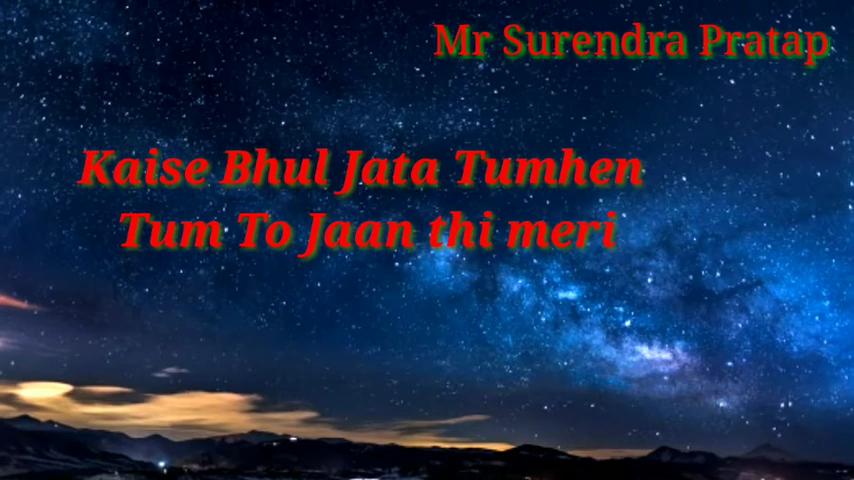 Mr Surendra Pratap
Kaise Bhul Jata Tumhen
Tum To Jaan thi meri